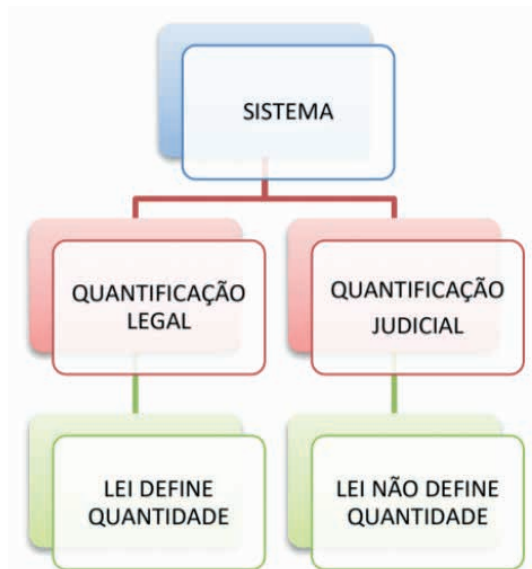 SISTEMA
QUANTIFICAÇÃO
LEGAL
QUANTIFICAÇÃO
JUDICIAL
LEI DEFINE
QUANTIDADE
LEI NÃO DEFINE
QUANTIDADE